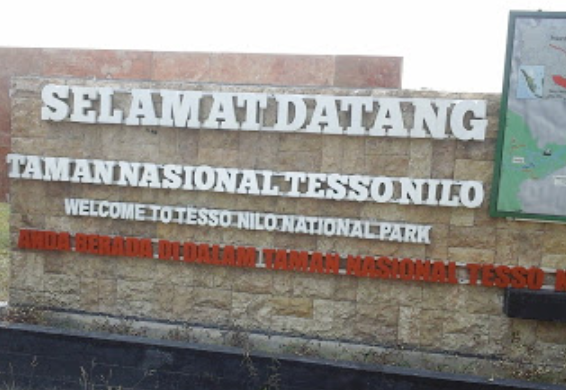 SELAMAT DATANG
TAMAN NASIONAL TESSO NILO
WELCOME TO TESSO NILO NATIONAL PARK
ANDA BERADA DI DALAM TAMAN NASIONAL TESSO